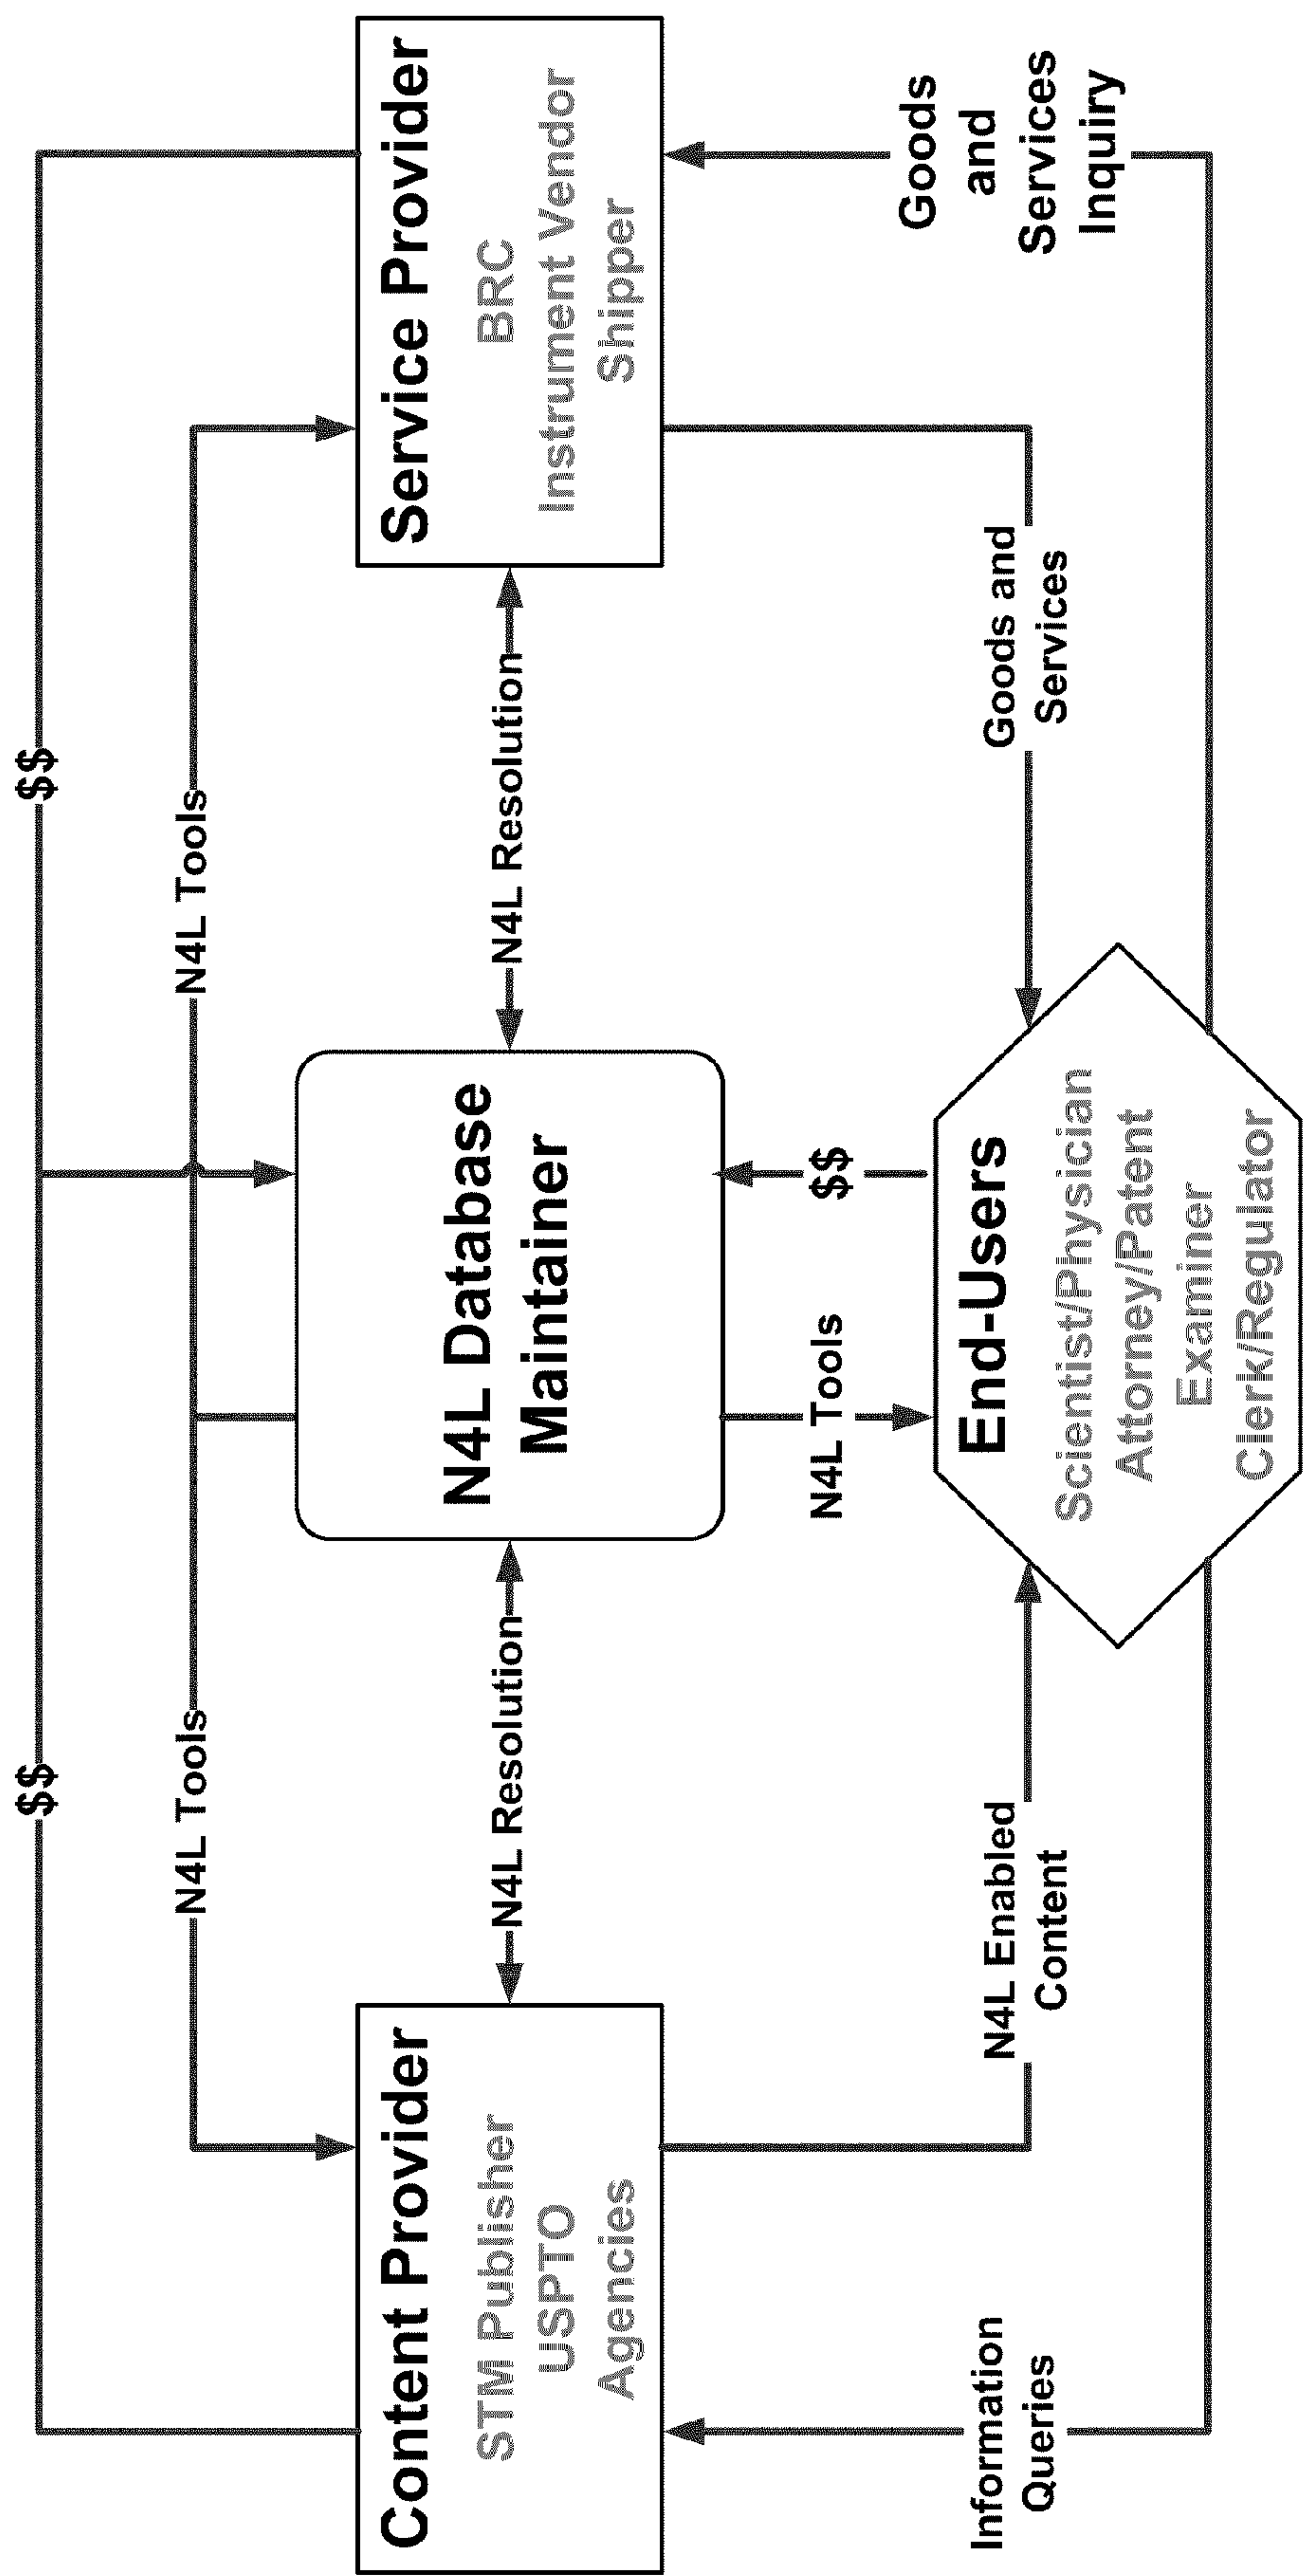 $$
$$
N4L Tools
N4L Tools
Content Provider
STM Publisher
USPTO
Agencies
N4L Resolution
N4L Database
Maintainer
N4L Resolution
Service Provider
BRC
Instrument Vendor
Shipper
N4L Tools
$$
Information
Queries
N4L Enabled
Content
End-Users
Scientist/Physician
Attorney/Patent
Examiner
Clerk/Regulator
Goods and
Services
Goods
and
Services
Inquiry